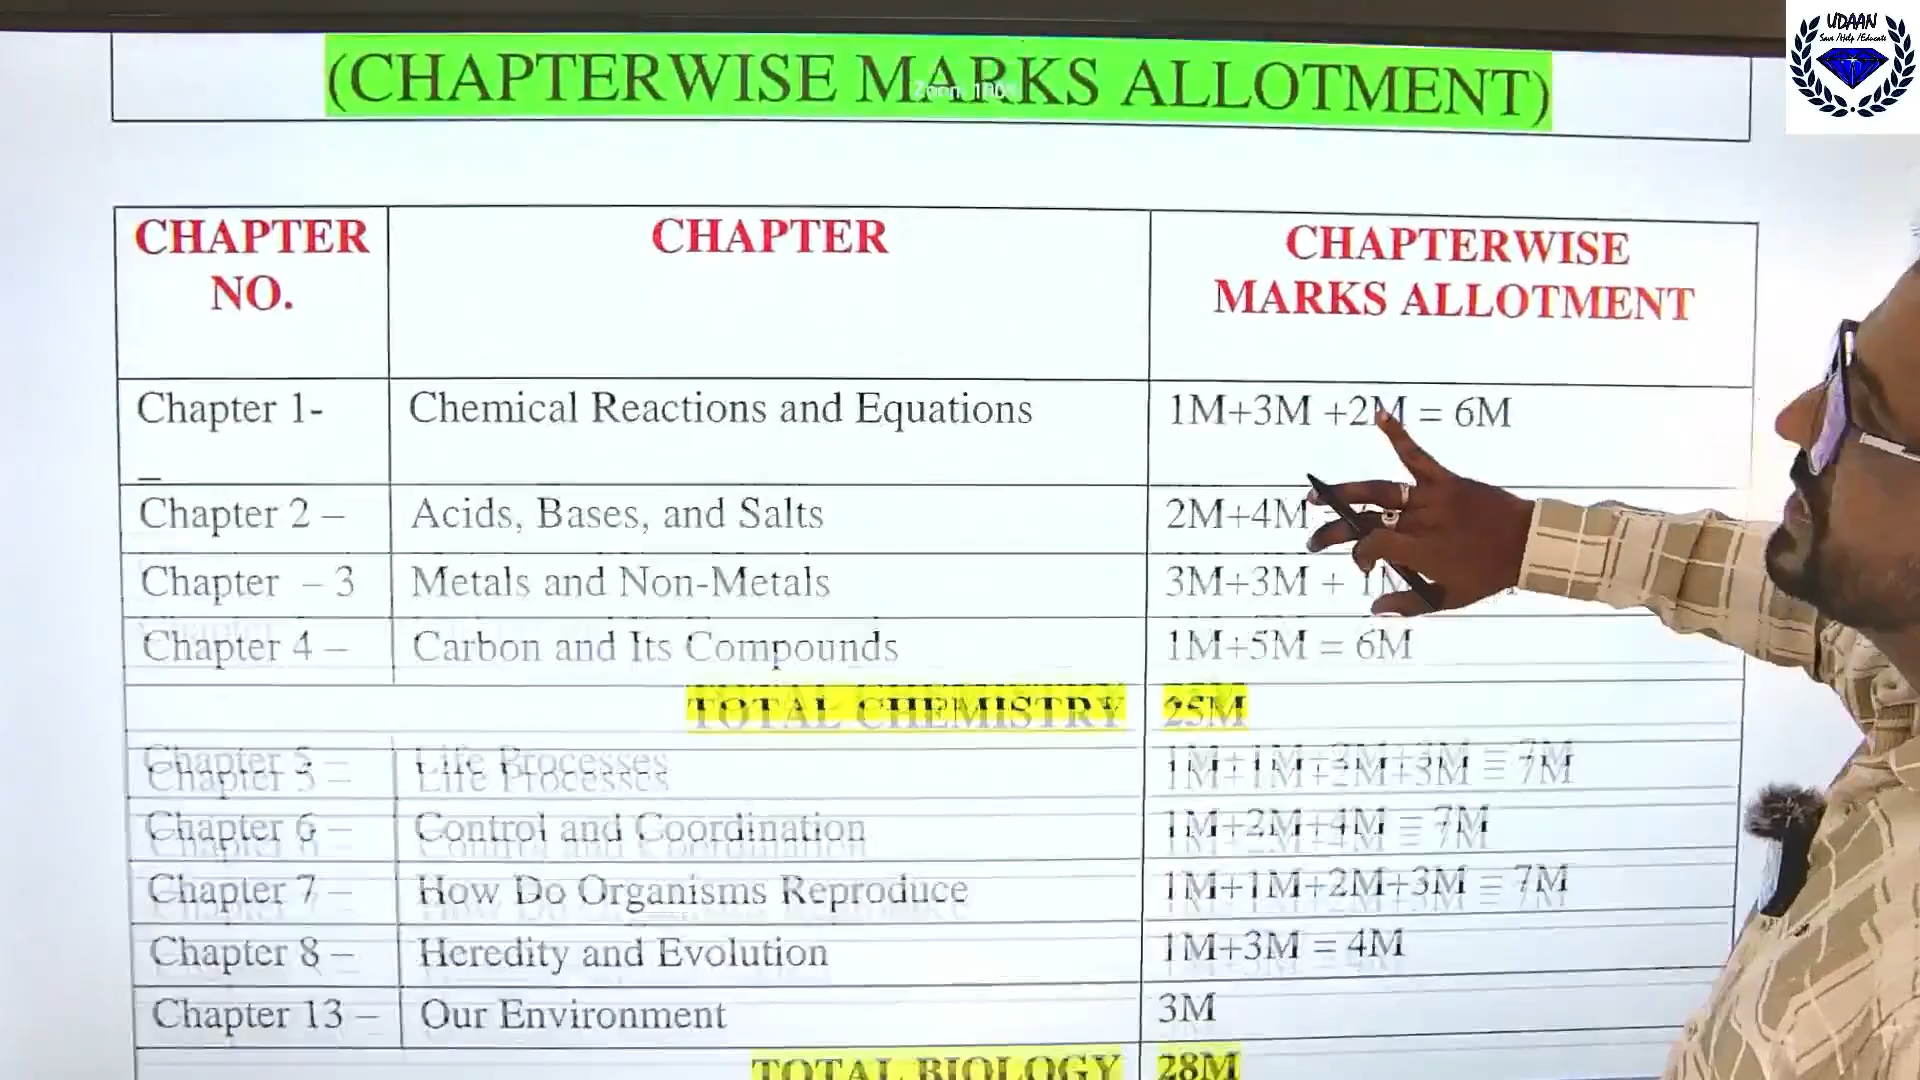 UDAAN
Save /Help /Educate
(CHAPTERWISE MARKS ALLOTMENT)
CHAPTER NO. CHAPTER CHAPTERWISE MARKS ALLOTMENT
Chapter 1- Chemical Reactions and Equations 1M+3M +2M = 6M
–
Chapter 2 – Acids, Bases, and Salts 2M+4M
Chapter – 3 Metals and Non-Metals 3M+3M + 1M
Chapter 4 – Carbon and Its Compounds 1M+5M = 6M
TOTAL CHEMISTRY 25M
Chapter 5 – Life Processes 1M+1M+2M+3M = 7M
Chapter 6 – Control and Coordination 1M+2M+4M = 7M
Chapter 7 – How Do Organisms Reproduce 1M+1M+2M+3M = 7M
Chapter 8 – Heredity and Evolution 1M+3M = 4M
Chapter 13 – Our Environment 3M
TOTAL BIOLOGY 28M